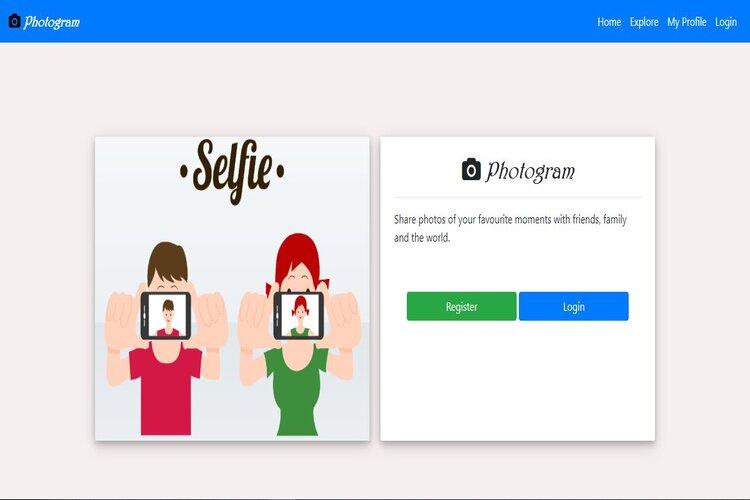 Photogram
Home Explore My Profile Login
•Selfie•
Photogram
Share photos of your favourite moments with friends, family
and the world.
Register
Login